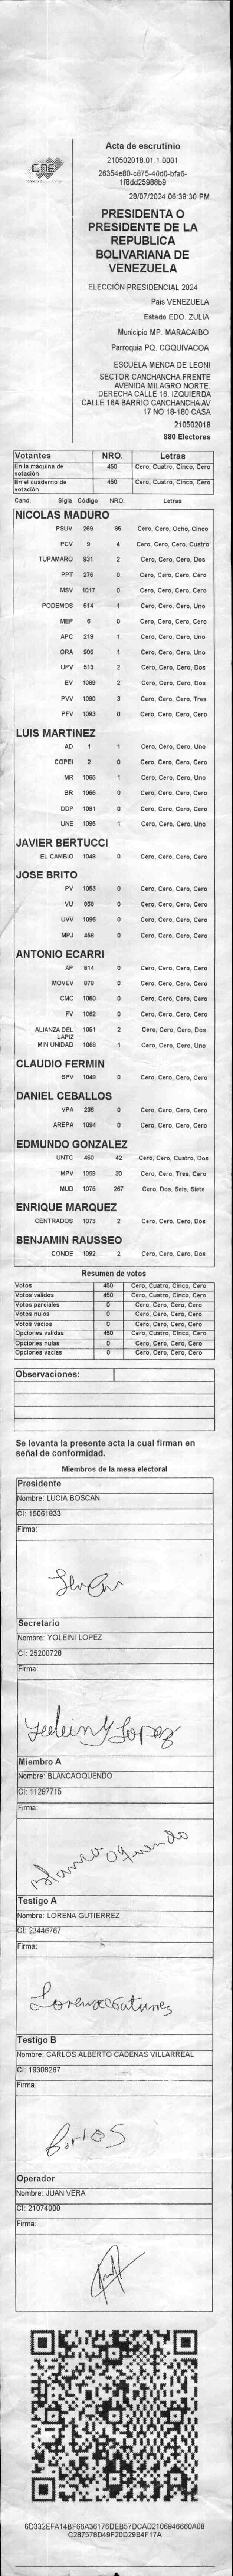 CNE
Acta de escrutinio
210502018.01.1.0001
26354e80-c875-40d0-bfa6-
1f8dd25988b9
28/07/2024 06:38:30 PM
PRESIDENTA O
PRESIDENTE DE LA
REPUBLICA
BOLIVARIANA DE
VENEZUELA
ELECCIÓN PRESIDENCIAL 2024
Pais VENEZUELA
Estado EDO. ZULIA
Municipio MP. MARACAIBO
Parroquia PQ. COQUIVACOA
ESCUELA MENCA DE LEONI
SECTOR CANCHANCHA FRENTE
AVENIDA MILAGRO NORTE.
DERECHA CALLE 16. IZQUIERDA
CALLE 16A BARRIO CANCHANCHA AV
17 NO 18-180 CASA
210502018
880 Electores
Votantes NRO. Letras
En la máquina de votación 450 Cero, Cuatro, Cinco, Cero
En el cuaderno de votación 450 Cero, Cuatro, Cinco, Cero
Cand. Sigla Código NRO. Letras
NICOLAS MADURO
PSUV 269 85 Cero, Cero, Ocho, Cinco
PCV 9 4 Cero, Cero, Cero, Cuatro
TUPAMARO 931 2 Cero, Cero, Cero, Dos
PPT 276 0 Cero, Cero, Cero, Cero
MSV 1017 0 Cero, Cero, Cero, Cero
PODEMOS 514 1 Cero, Cero, Cero, Uno
MEP 6 0 Cero, Cero, Cero, Cero
APC 219 1 Cero, Cero, Cero, Uno
ORA 906 1 Cero, Cero, Cero, Uno
UPV 513 2 Cero, Cero, Cero, Dos
EV 1089 2 Cero, Cero, Cero, Dos
PVV 1090 3 Cero, Cero, Cero, Tres
PFV 1093 0 Cero, Cero, Cero, Cero
LUIS MARTINEZ
AD 1 1 Cero, Cero, Cero, Uno
COPEI 2 0 Cero, Cero, Cero, Cero
MR 1065 1 Cero, Cero, Cero, Uno
BR 1086 0 Cero, Cero, Cero, Cero
DDP 1091 0 Cero, Cero, Cero, Cero
UNE 1095 1 Cero, Cero, Cero, Uno
JAVIER BERTUCCI
EL CAMBIO 1048 0 Cero, Cero, Cero, Cero
JOSE BRITO
PV 1053 0 Cero, Cero, Cero, Cero
VU 868 0 Cero, Cero, Cero, Cero
UVV 1096 0 Cero, Cero, Cero, Cero
MPJ 458 0 Cero, Cero, Cero, Cero
ANTONIO ECARRI
AP 814 0 Cero, Cero, Cero, Cero
MOVEV 879 0 Cero, Cero, Cero, Cero
CMC 1050 0 Cero, Cero, Cero, Cero
FV 1062 0 Cero, Cero, Cero, Cero
ALIANZA DEL LAPIZ 1051 2 Cero, Cero, Cero, Dos
MIN UNIDAD 1069 1 Cero, Cero, Cero, Uno
CLAUDIO FERMIN
SPV 1049 0 Cero, Cero, Cero, Cero
DANIEL CEBALLOS
VPA 236 0 Cero, Cero, Cero, Cero
AREPA 1094 0 Cero, Cero, Cero, Cero
EDMUNDO GONZALEZ
UNTC 460 42 Cero, Cero, Cuatro, Dos
MPV 1059 30 Cero, Cero, Tres, Cero
MUD 1075 267 Cero, Dos, Seis, Siete
ENRIQUE MARQUEZ
CENTRADOS 1073 2 Cero, Cero, Cero, Dos
BENJAMIN RAUSSEO
CONDE 1092 2 Cero, Cero, Cero, Dos
Resumen de votos
Votos 450 Cero, Cuatro, Cinco, Cero
Votos validos 450 Cero, Cuatro, Cinco, Cero
Votos parciales 0 Cero, Cero, Cero, Cero
Votos nulos 0 Cero, Cero, Cero, Cero
Votos vacios 0 Cero, Cero, Cero, Cero
Opciones validas 450 Cero, Cuatro, Cinco, Cero
Opciones nulas 0 Cero, Cero, Cero, Cero
Opciones vacias 0 Cero, Cero, Cero, Cero
Observaciones:
Se levanta la presente acta la cual firman en
señal de conformidad.
Miembros de la mesa electoral
Presidente
Nombre: LUCIA BOSCAN
CI: 15061833
Firma:
Secretario
Nombre: YOLEINI LOPEZ
CI: 25200728
Firma:
Yoleiny Lopez
Miembro A
Nombre: BLANCAOQUENDO
CI: 11297715
Firma:
Blanca Oquendo
Testigo A
Nombre: LORENA GUTIERREZ
CI: 23446767
Firma:
Testigo B
Nombre: CARLOS ALBERTO CADENAS VILLARREAL
CI: 19309267
Firma:
Carlos
Operador
Nombre: JUAN VERA
CI: 21074000
Firma:
6D332EFA14BF66A36176DEB57DCAD2106946660A08
C287578D49F20D29B4F17A